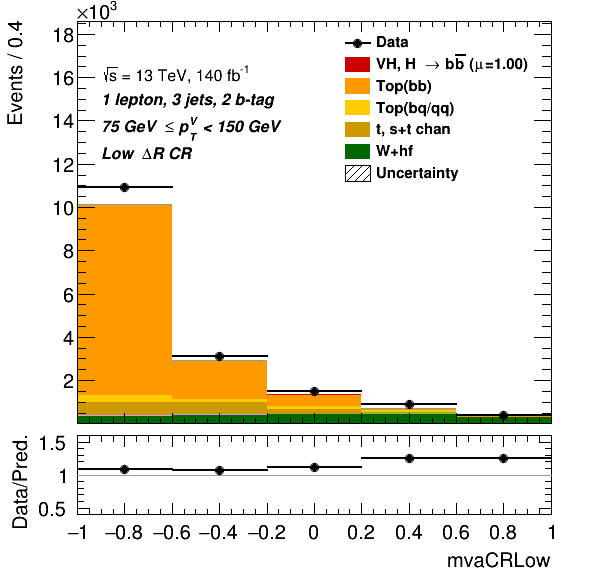 ×10³
Events / 0.4
18
16
14
12
10
8
6
4
2
√s = 13 TeV, 140 fb⁻¹
1 lepton, 3 jets, 2 b-tag
75 GeV ≤ p_T^V < 150 GeV
Low ΔR CR
Data
VH, H → bb̅ (μ=1.00)
Top(bb)
Top(bq/qq)
t, s+t chan
W+hf
Uncertainty
Data/Pred.
1.5
1
0.5
−1 −0.8 −0.6 −0.4 −0.2 0 0.2 0.4 0.6 0.8 1
mvaCRLow